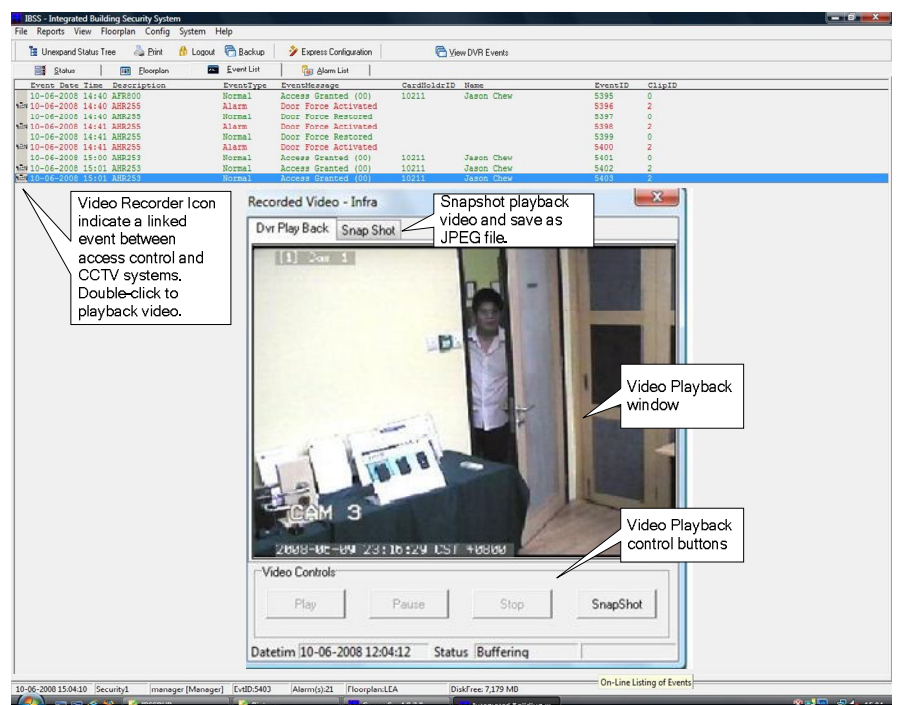 IBSS - Integrated Building Security System
File Reports View Floorplan Config System Help
Unexpand Status Tree Print Logout Backup Express Configuration View DVR Events
Status Floorplan Event List Alarm List
Event Date Time Description EventType EventMessage CardHoldrID Name EventID ClipID
10-06-2008 14:40 AFR800 Normal Access Granted (00) 10211 Jason Chew 5395 0
10-06-2008 14:40 AHR255 Alarm Door Force Activated 5396 2
10-06-2008 14:40 AHR255 Normal Door Force Restored 5397 0
10-06-2008 14:41 AHR255 Alarm Door Force Activated 5398 2
10-06-2008 14:41 AHR255 Normal Door Force Restored 5399 0
10-06-2008 14:41 AHR255 Alarm Door Force Activated 5400 2
10-06-2008 15:00 AHR253 Normal Access Granted (00) 10211 Jason Chew 5401 0
10-06-2008 15:01 AHR253 Normal Access Granted (00) 10211 Jason Chew 5402 2
10-06-2008 15:01 AHR253 Normal Access Granted (00) 10211 Jason Chew 5403 2
Video Recorder Icon
indicate a linked
event between
access control and
CCTV systems.
Double-click to
playback video.
Recorded Video - Infra
Snapshot playback
video and save as
JPEG file.
Dvr Play Back Snap Shot
[1]
Video Playback
window
CAM 3
Video Playback
control buttons
Video Controls
Play Pause Stop SnapShot
Datetim 10-06-2008 12:04:12 Status Buffering
On-Line Listing of Events
10-06-2008 15:04:10 Security1 manager [Manager] EvtID:5403 Alarm(s):21 Floorplan:LEA DiskFree: 7,179 MB